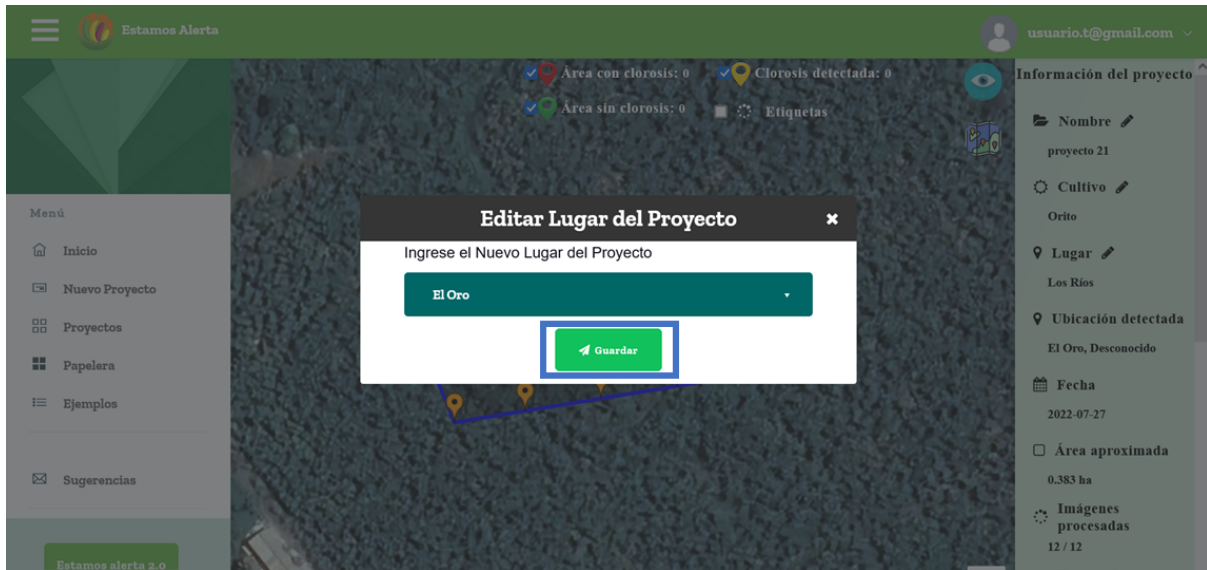 Estamos Alerta
usuario.t@gmail.com
Área con clorosis: 0
Clorosis detectada: 0
Área sin clorosis: 0
Etiquetas
Menú
Inicio
Nuevo Proyecto
Proyectos
Papelera
Ejemplos
Sugerencias
Estamos alerta 2.0
Editar Lugar del Proyecto
Ingrese el Nuevo Lugar del Proyecto
El Oro
Guardar
Información del proyecto
Nombre
proyecto 21
Cultivo
Orito
Lugar
Los Ríos
Ubicación detectada
El Oro, Desconocido
Fecha
2022-07-27
Área aproximada
0.383 ha
Imágenes
procesadas
12 / 12